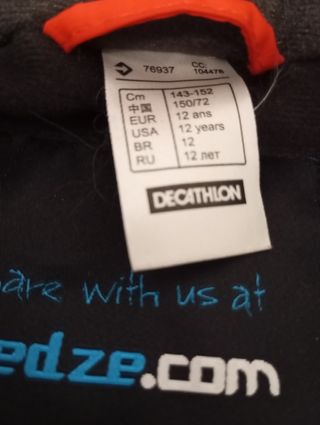 76937 CC: 104478
Cm 143-152
中国 150/72
EUR 12 ans
USA 12 years
BR 12
RU 12 лет
DECATHLON
are with us at
edze.com